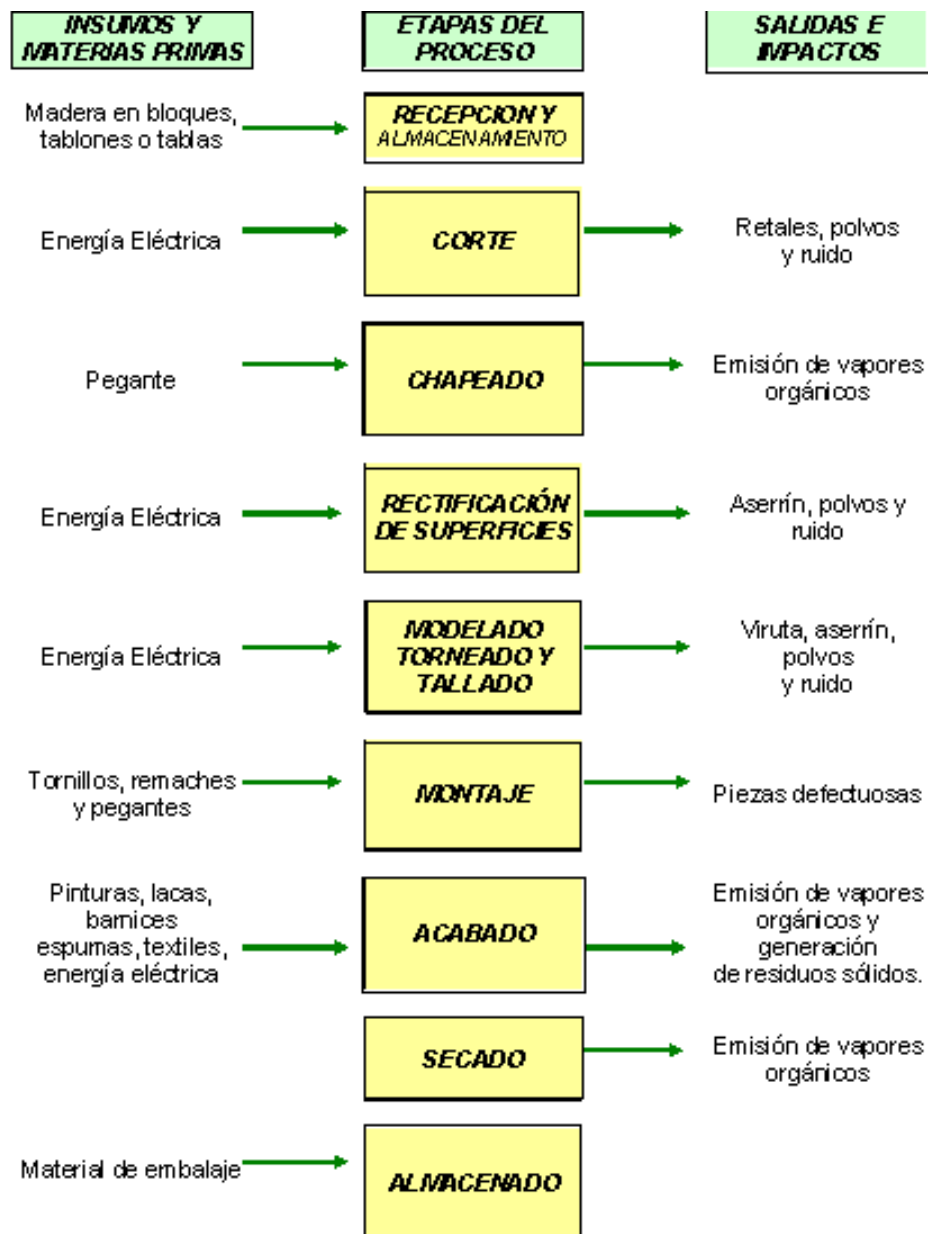 INSUMOS Y
MATERIAS PRIMAS
ETAPAS DEL
PROCESO
SALIDAS E
IMPACTOS
Madera en bloques,
tablones o tablas
RECEPCION Y
ALMACENAMIENTO
Energía Eléctrica
CORTE
Retales, polvos
y ruido
Pegante
CHAPEADO
Emisión de vapores
orgánicos
Energía Eléctrica
RECTIFICACIÓN
DE SUPERFICIES
Aserrín, polvos y
ruido
Energía Eléctrica
MODELADO
TORNEADO Y
TALLADO
Viruta, aserrín,
polvos
y ruido
Tornillos, remaches
y pegantes
MONTAJE
Piezas defectuosas
Pinturas, lacas,
barnices
espumas, textiles,
energía eléctrica
ACABADO
Emisión de vapores
orgánicos y
generación
de residuos sólidos.
SECADO
Emisión de vapores
orgánicos
Material de embalaje
ALMACENADO